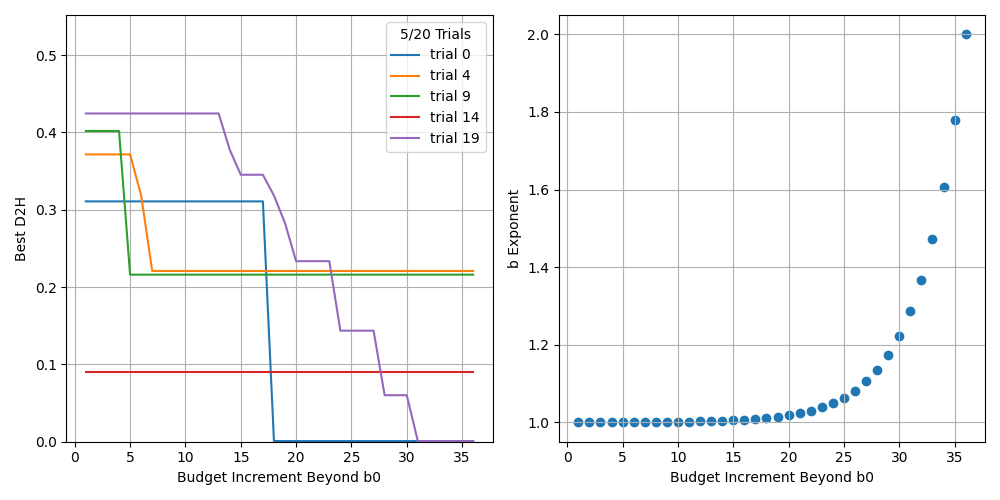 5/20 Trials
trial 0
trial 4
trial 9
trial 14
trial 19
0.5
0.4
0.3
0.2
0.1
0.0
Best D2H
0 5 10 15 20 25 30 35
Budget Increment Beyond b0
2.0
1.8
1.6
1.4
1.2
1.0
b Exponent
0 5 10 15 20 25 30 35
Budget Increment Beyond b0